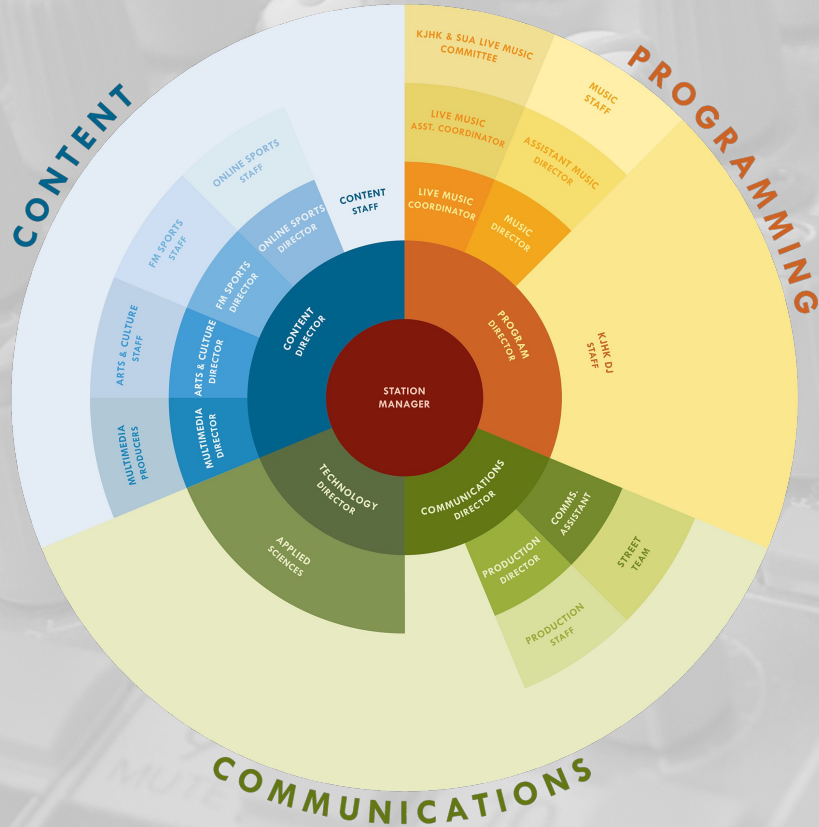 CONTENT
PROGRAMMING
COMMUNICATIONS
KJHK & SUA LIVE MUSIC
COMMITTEE
MUSIC
STAFF
LIVE MUSIC
ASST. COORDINATOR
ASSISTANT MUSIC
DIRECTOR
LIVE MUSIC
COORDINATOR
MUSIC
DIRECTOR
ONLINE SPORTS
STAFF
CONTENT
STAFF
ONLINE SPORTS
DIRECTOR
FM SPORTS
STAFF
FM SPORTS
DIRECTOR
ARTS & CULTURE
STAFF
ARTS & CULTURE
DIRECTOR
CONTENT
DIRECTOR
PROGRAM
DIRECTOR
KJHK DJ
STAFF
STATION
MANAGER
MULTIMEDIA
PRODUCERS
MULTIMEDIA
DIRECTOR
TECHNOLOGY
DIRECTOR
COMMUNICATIONS
DIRECTOR
COMMS.
ASSISTANT
STREET
TEAM
PRODUCTION
DIRECTOR
PRODUCTION
STAFF
APPLIED
SCIENCES
MUTE